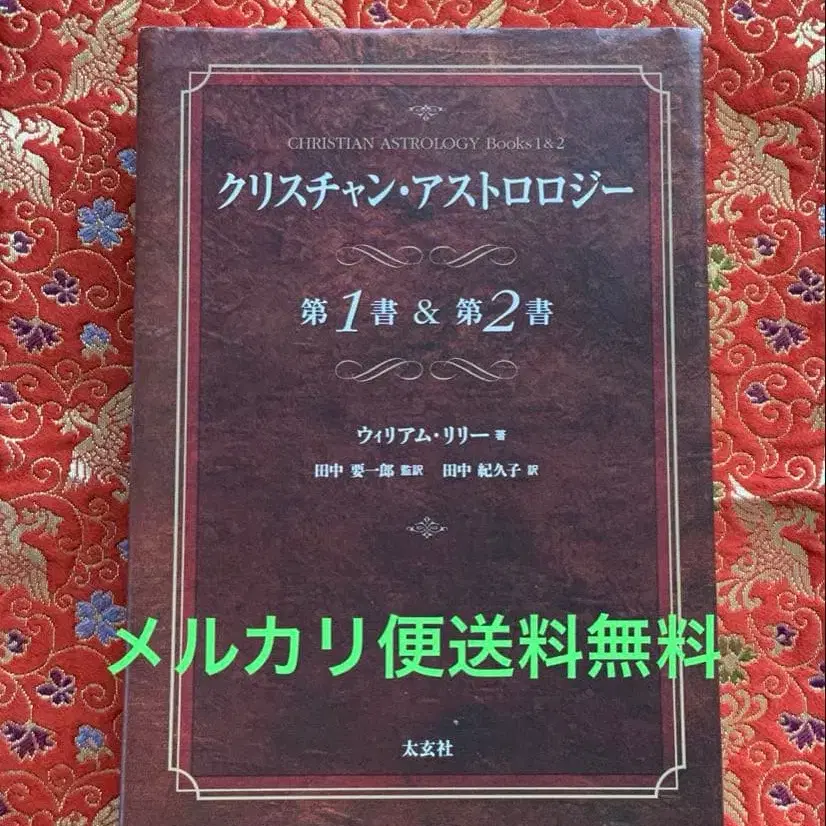 CHRISTIAN ASTROLOGY Books 1 & 2
クリスチャン・アストロロジー
第1書 & 第2書
ウィリアム・リリー 著
田中 要一郎 監訳 田中 紀久子 訳
メルカリ便送料無料
太玄社